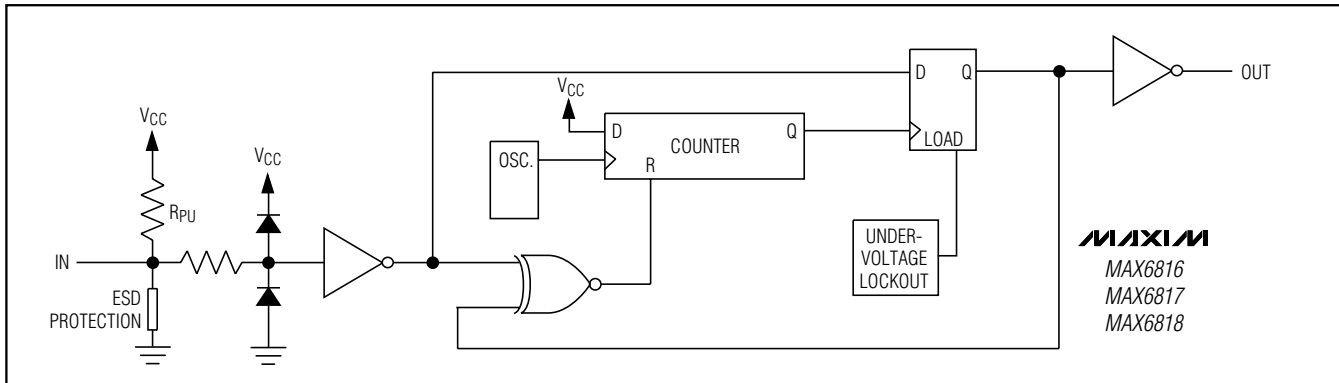 VCC
RPU
IN
ESD
PROTECTION
VCC
OSC.
VCC
D
COUNTER
Q
R
D
Q
LOAD
UNDER-
VOLTAGE
LOCKOUT
OUT
MAXIM
MAX6816
MAX6817
MAX6818